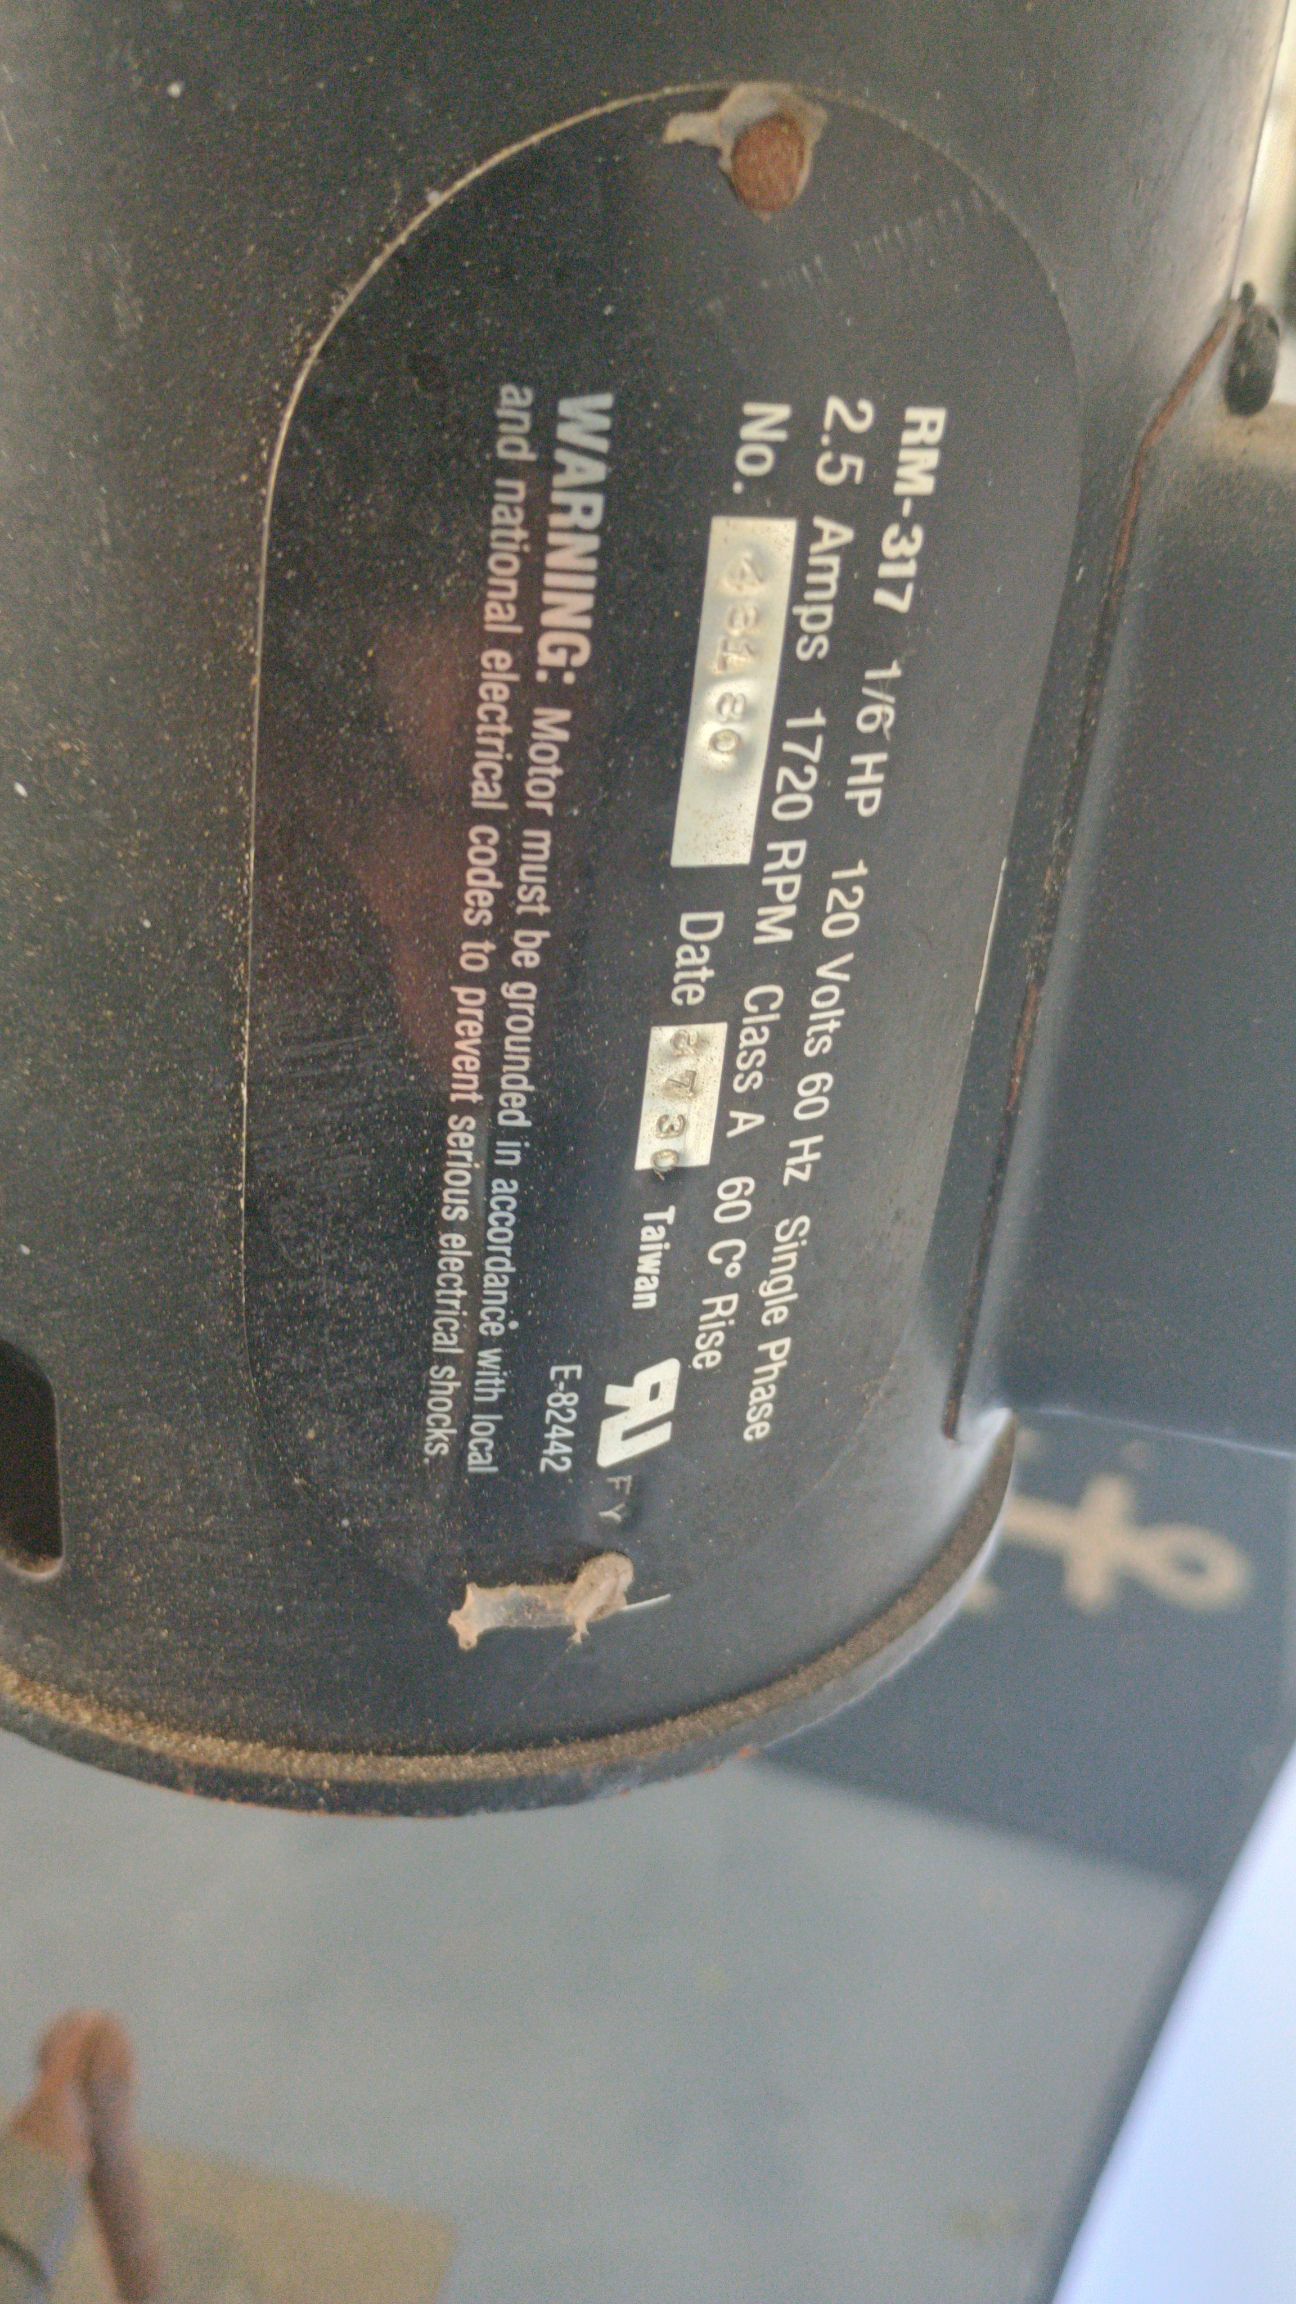 RM-317 1/6 HP 120 Volts 60 Hz Single Phase
2.5 Amps 1720 RPM Class A 60 C° Rise
No. Date Taiwan
E-82442
FY
WARNING: Motor must be grounded in accordance with local
and national electrical codes to prevent serious electrical shocks.